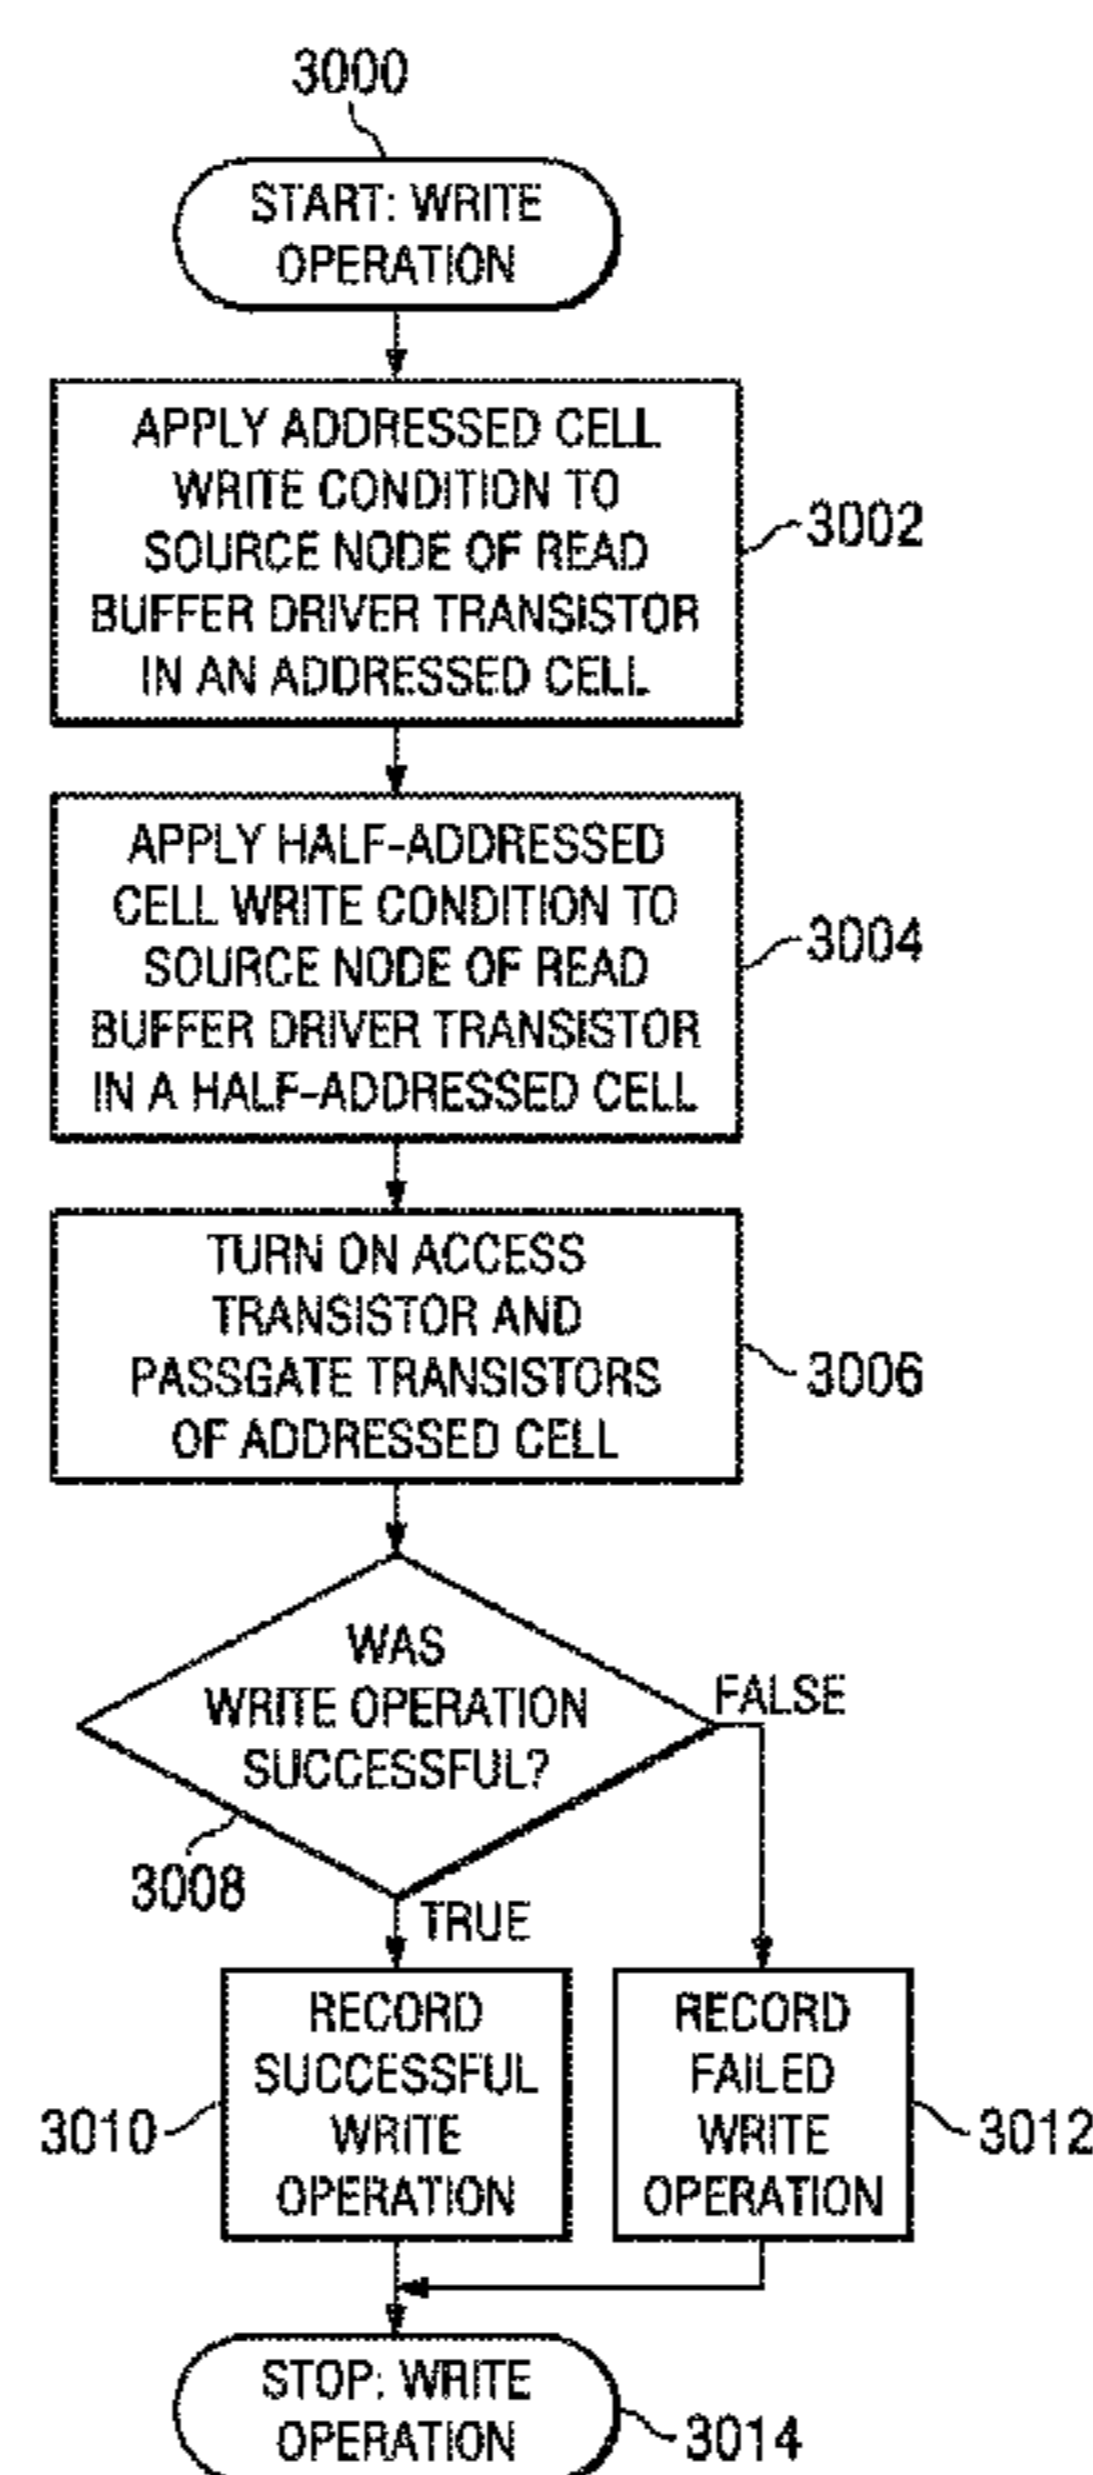 3000
START: WRITE
OPERATION
APPLY ADDRESSED CELL
WRITE CONDITION TO
SOURCE NODE OF READ
BUFFER DRIVER TRANSISTOR
IN AN ADDRESSED CELL
3002
APPLY HALF-ADDRESSED
CELL WRITE CONDITION TO
SOURCE NODE OF READ
BUFFER DRIVER TRANSISTOR
IN A HALF-ADDRESSED CELL
3004
TURN ON ACCESS
TRANSISTOR AND
PASSGATE TRANSISTORS
OF ADDRESSED CELL
3006
WAS
WRITE OPERATION
SUCCESSFUL?
FALSE
3008
TRUE
RECORD
SUCCESSFUL
WRITE
OPERATION
3010
RECORD
FAILED
WRITE
OPERATION
3012
STOP: WRITE
OPERATION
3014